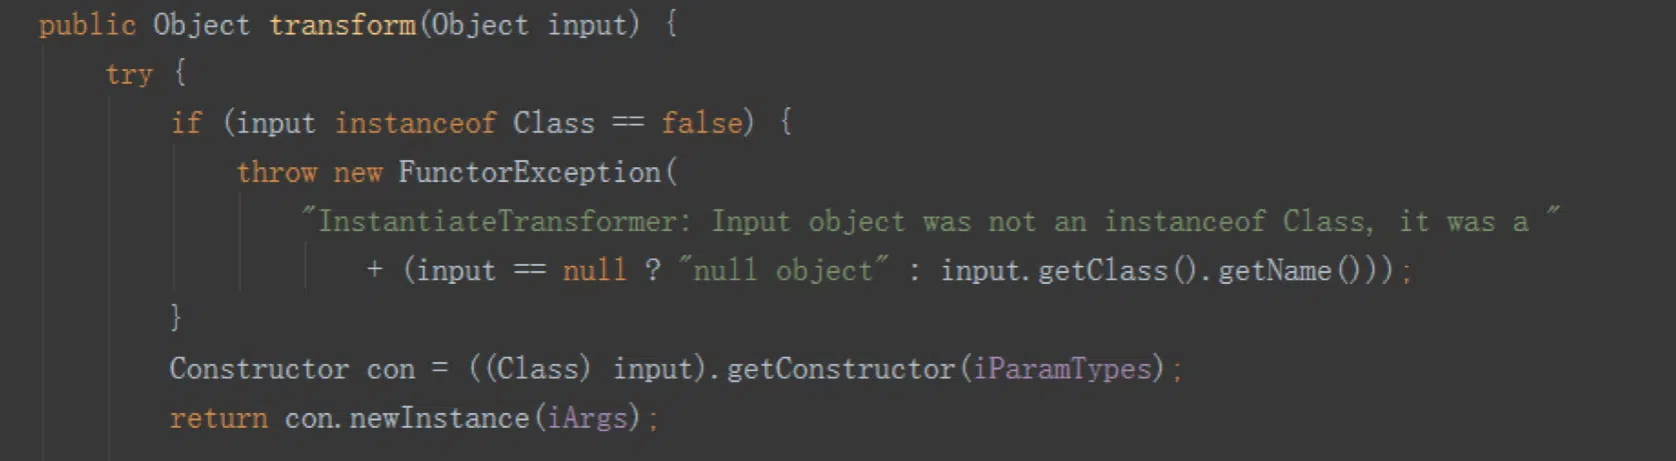 public Object transform(Object input) {
try {
if (input instanceof Class == false) {
throw new FunctorException(
"InstantiateTransformer: Input object was not an instanceof Class, it was a "
+ (input == null ? "null object" : input.getClass().getName()));
}
Constructor con = ((Class) input).getConstructor(iParamTypes);
return con.newInstance(iArgs);